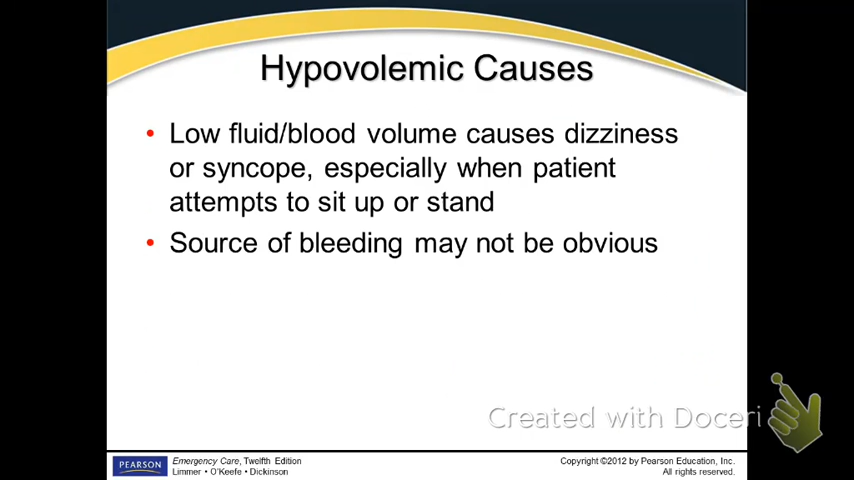 Hypovolemic Causes
• Low fluid/blood volume causes dizziness
or syncope, especially when patient
attempts to sit up or stand
• Source of bleeding may not be obvious
Created with Doceri
PEARSON
Emergency Care, Twelfth Edition
Limmer • O'Keefe • Dickinson
Copyright ©2012 by Pearson Education, Inc.
All rights reserved.